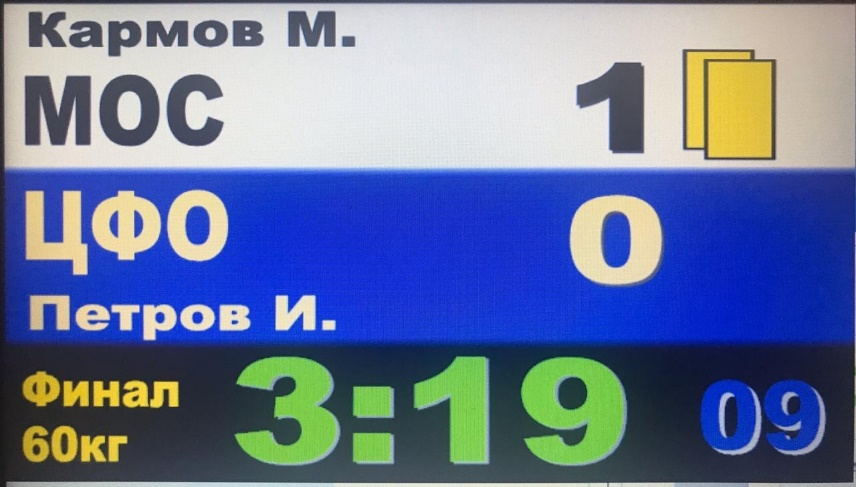 Кармов М.
МОС 1
ЦФО 0
Петров И.
Финал
60кг
3:19
09